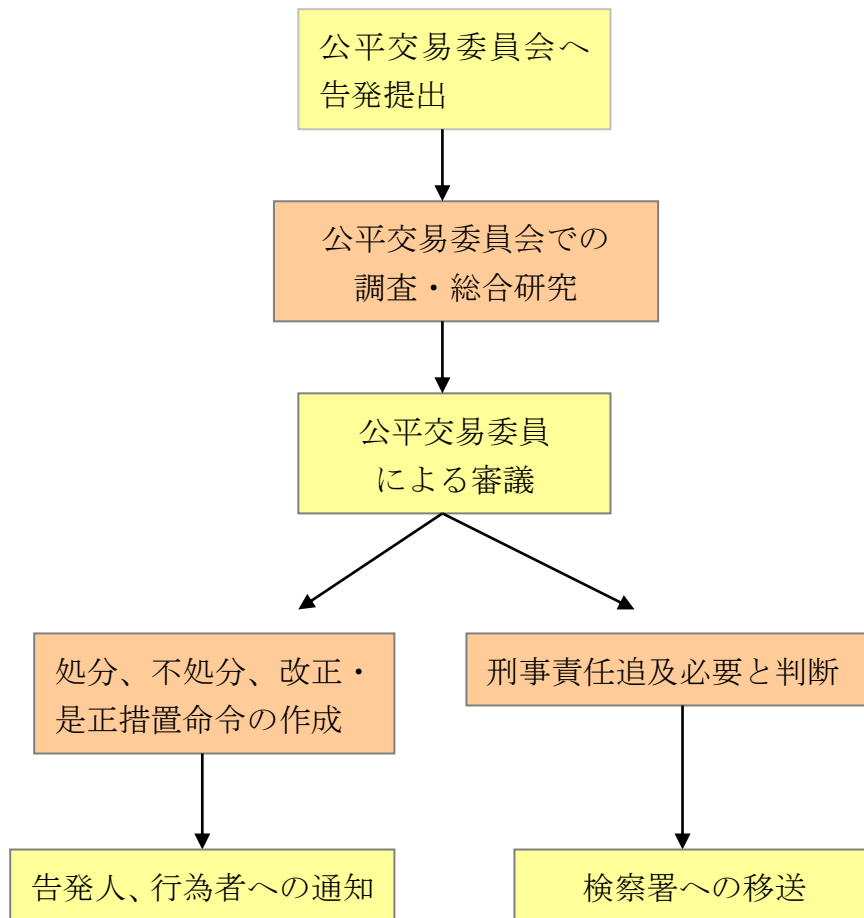 公平交易委員会へ
告発提出
公平交易委員会での
調査・総合研究
公平交易委員
による審議
処分、不処分、改正・
是正措置命令の作成
刑事責任追及必要と判断
告発人、行為者への通知
検察署への移送